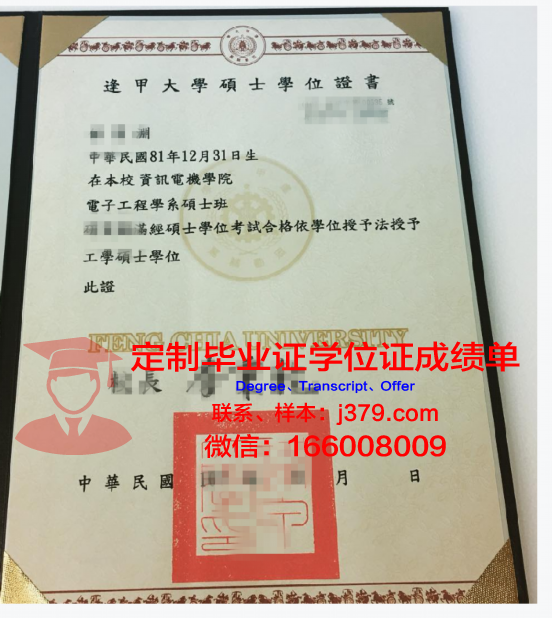 逢甲大學碩士學位證書
號
中華民國81年12月31日生
在本校 資訊電機學院
電子工程學系碩士班
經碩士學位考試合格依學位授予法授予
工學碩士學位
此證
FENG CHIA UNIVERSITY
定制毕业证学位证成绩单
Degree、Transcript、Offer
校長
联系、样本：j379.com
微信：166008009
中華民國 月 日